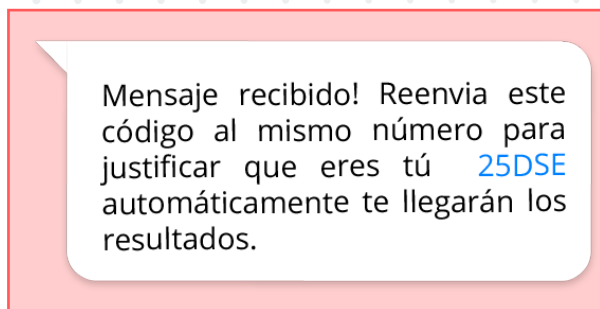 Mensaje recibido! Reenvia este
código al mismo número para
justificar que eres tú 25DSE
automáticamente te llegarán los
resultados.